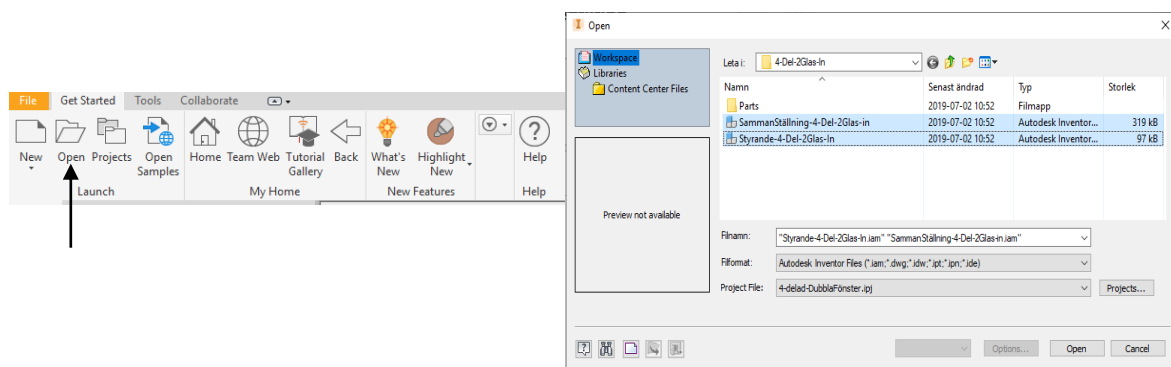 File Get Started Tools Collaborate
New Open Projects Open Samples Home Team Web Tutorial Gallery Back What's New Highlight New Help
Launch My Home New Features Help
Open
Workspace
Libraries
Content Center Files
Leta i: 4-Del-2Glas-In
Namn Senast ändrad Typ Storlek
Parts 2019-07-02 10:52 Filmapp
SammanStällning-4-Del-2Glas-in 2019-07-02 10:52 Autodesk Inventor... 319 kB
Styrande-4-Del-2Glas-In 2019-07-02 10:52 Autodesk Inventor... 97 kB
Preview not available
Filnamn: "Styrande-4-Del-2Glas-In.iam" "SammanStällning-4-Del-2Glas-in.iam"
Filformat: Autodesk Inventor Files (*.iam;*.dwg;*.idw;*.ipt;*.ipn;*.ide)
Project File: 4-delad-DubblaFönster.ipj Projects...
Options... Open Cancel